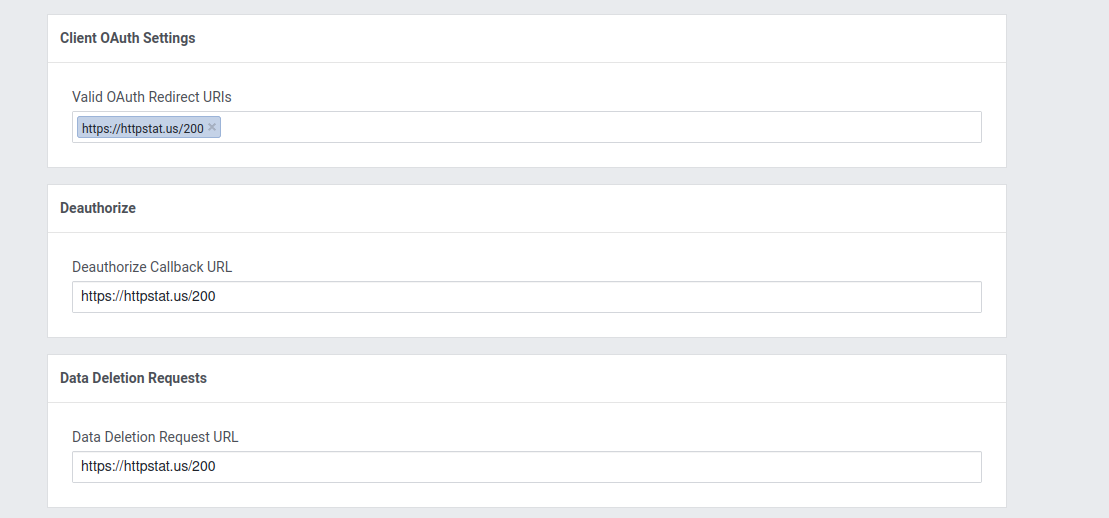 Client OAuth Settings
Valid OAuth Redirect URIs
https://httpstat.us/200 ×
Deauthorize
Deauthorize Callback URL
https://httpstat.us/200
Data Deletion Requests
Data Deletion Request URL
https://httpstat.us/200